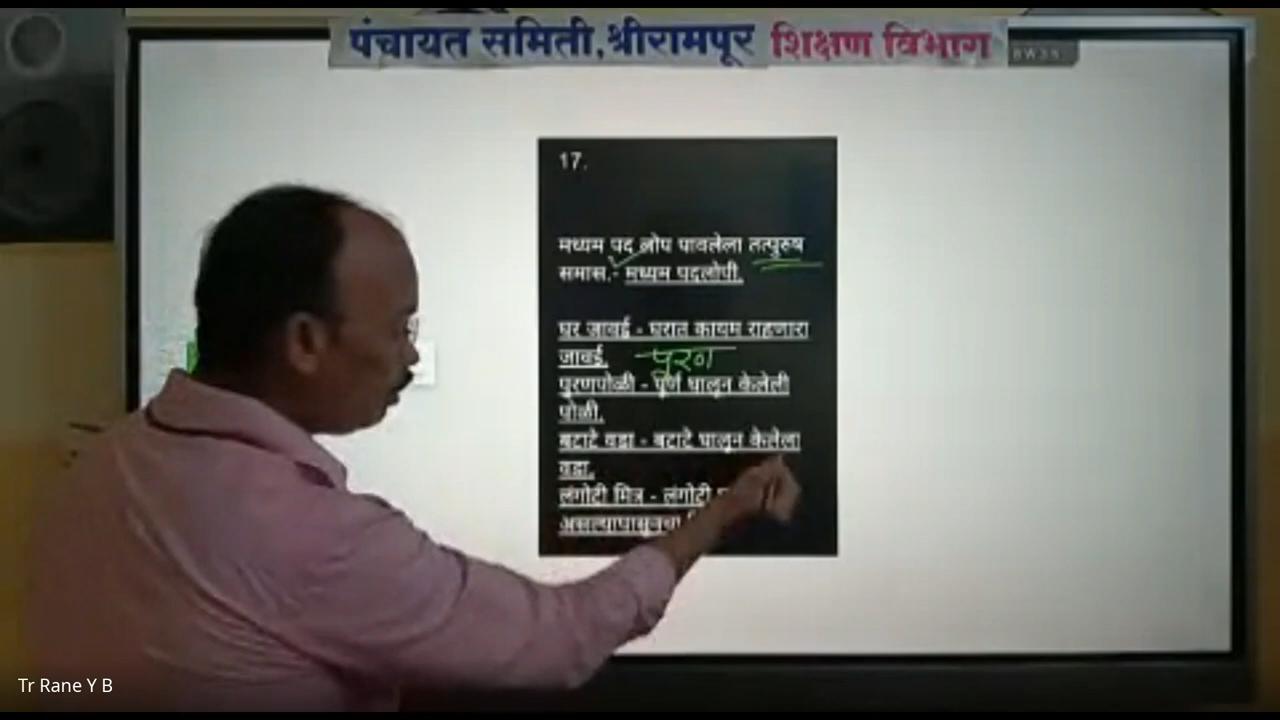 पंचायत समिती,श्रीरामपूर शिक्षण विभाग
17.
मध्यम पद लोप पावलेला तत्पुरुष
समास.- मध्यम पदलोपी.
घर जावई - घरात कायम राहणारा
जावई.
पूरण
पुरणपोळी - पूर्ण घालून केलेली
पोळी.
बटाटे वडा - बटाटे घालून केलेला
वडा.
लंगोटी मित्र - लंगोटी
असल्यापासूनचा
Tr Rane Y B